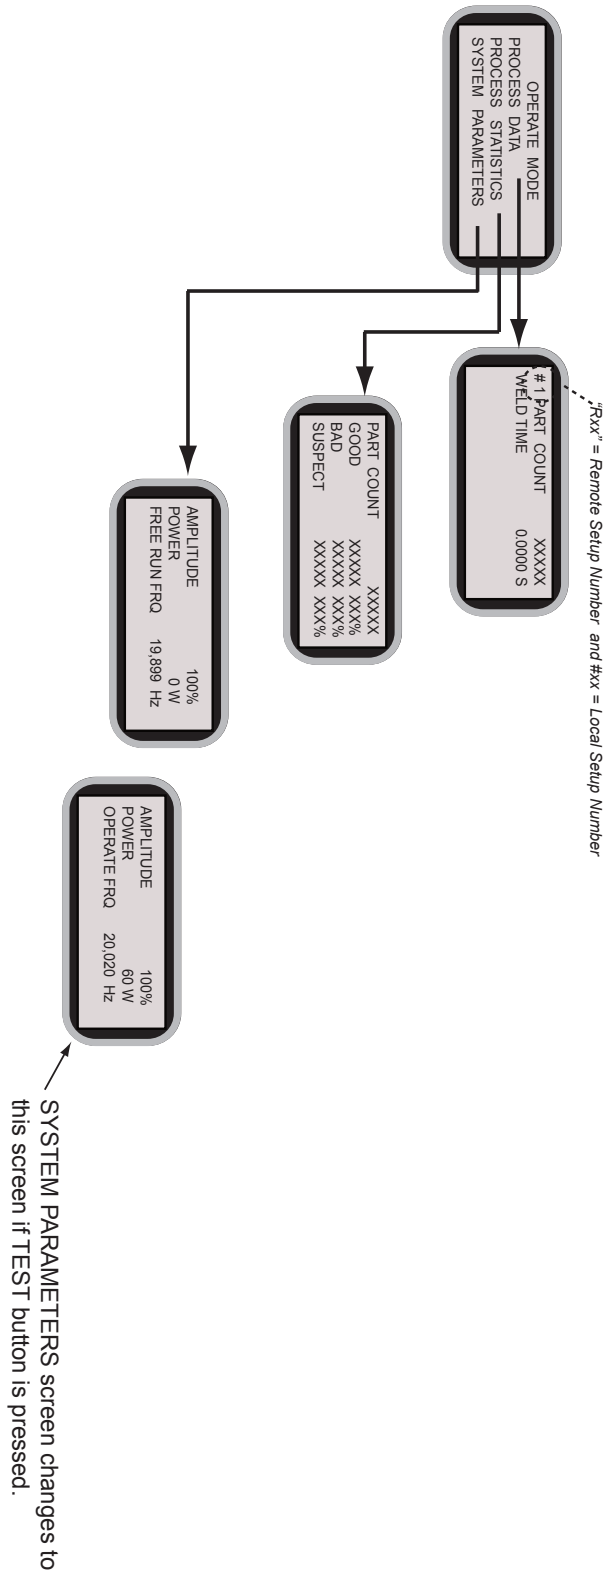 "Rxx" = Remote Setup Number and #xx = Local Setup Number
OPERATE MODE
PROCESS DATA
PROCESS STATISTICS
SYSTEM PARAMETERS
# 1 PART COUNT XXXXX
WELD TIME 0.0000 S
PART COUNT XXXXX
GOOD XXXXX XXX%
BAD XXXXX XXX%
SUSPECT XXXXX XXX%
AMPLITUDE 100%
POWER 0 W
FREE RUN FRQ 19,899 Hz
AMPLITUDE 100%
POWER 60 W
OPERATE FRQ 20,020 Hz
SYSTEM PARAMETERS screen changes to
this screen if TEST button is pressed.